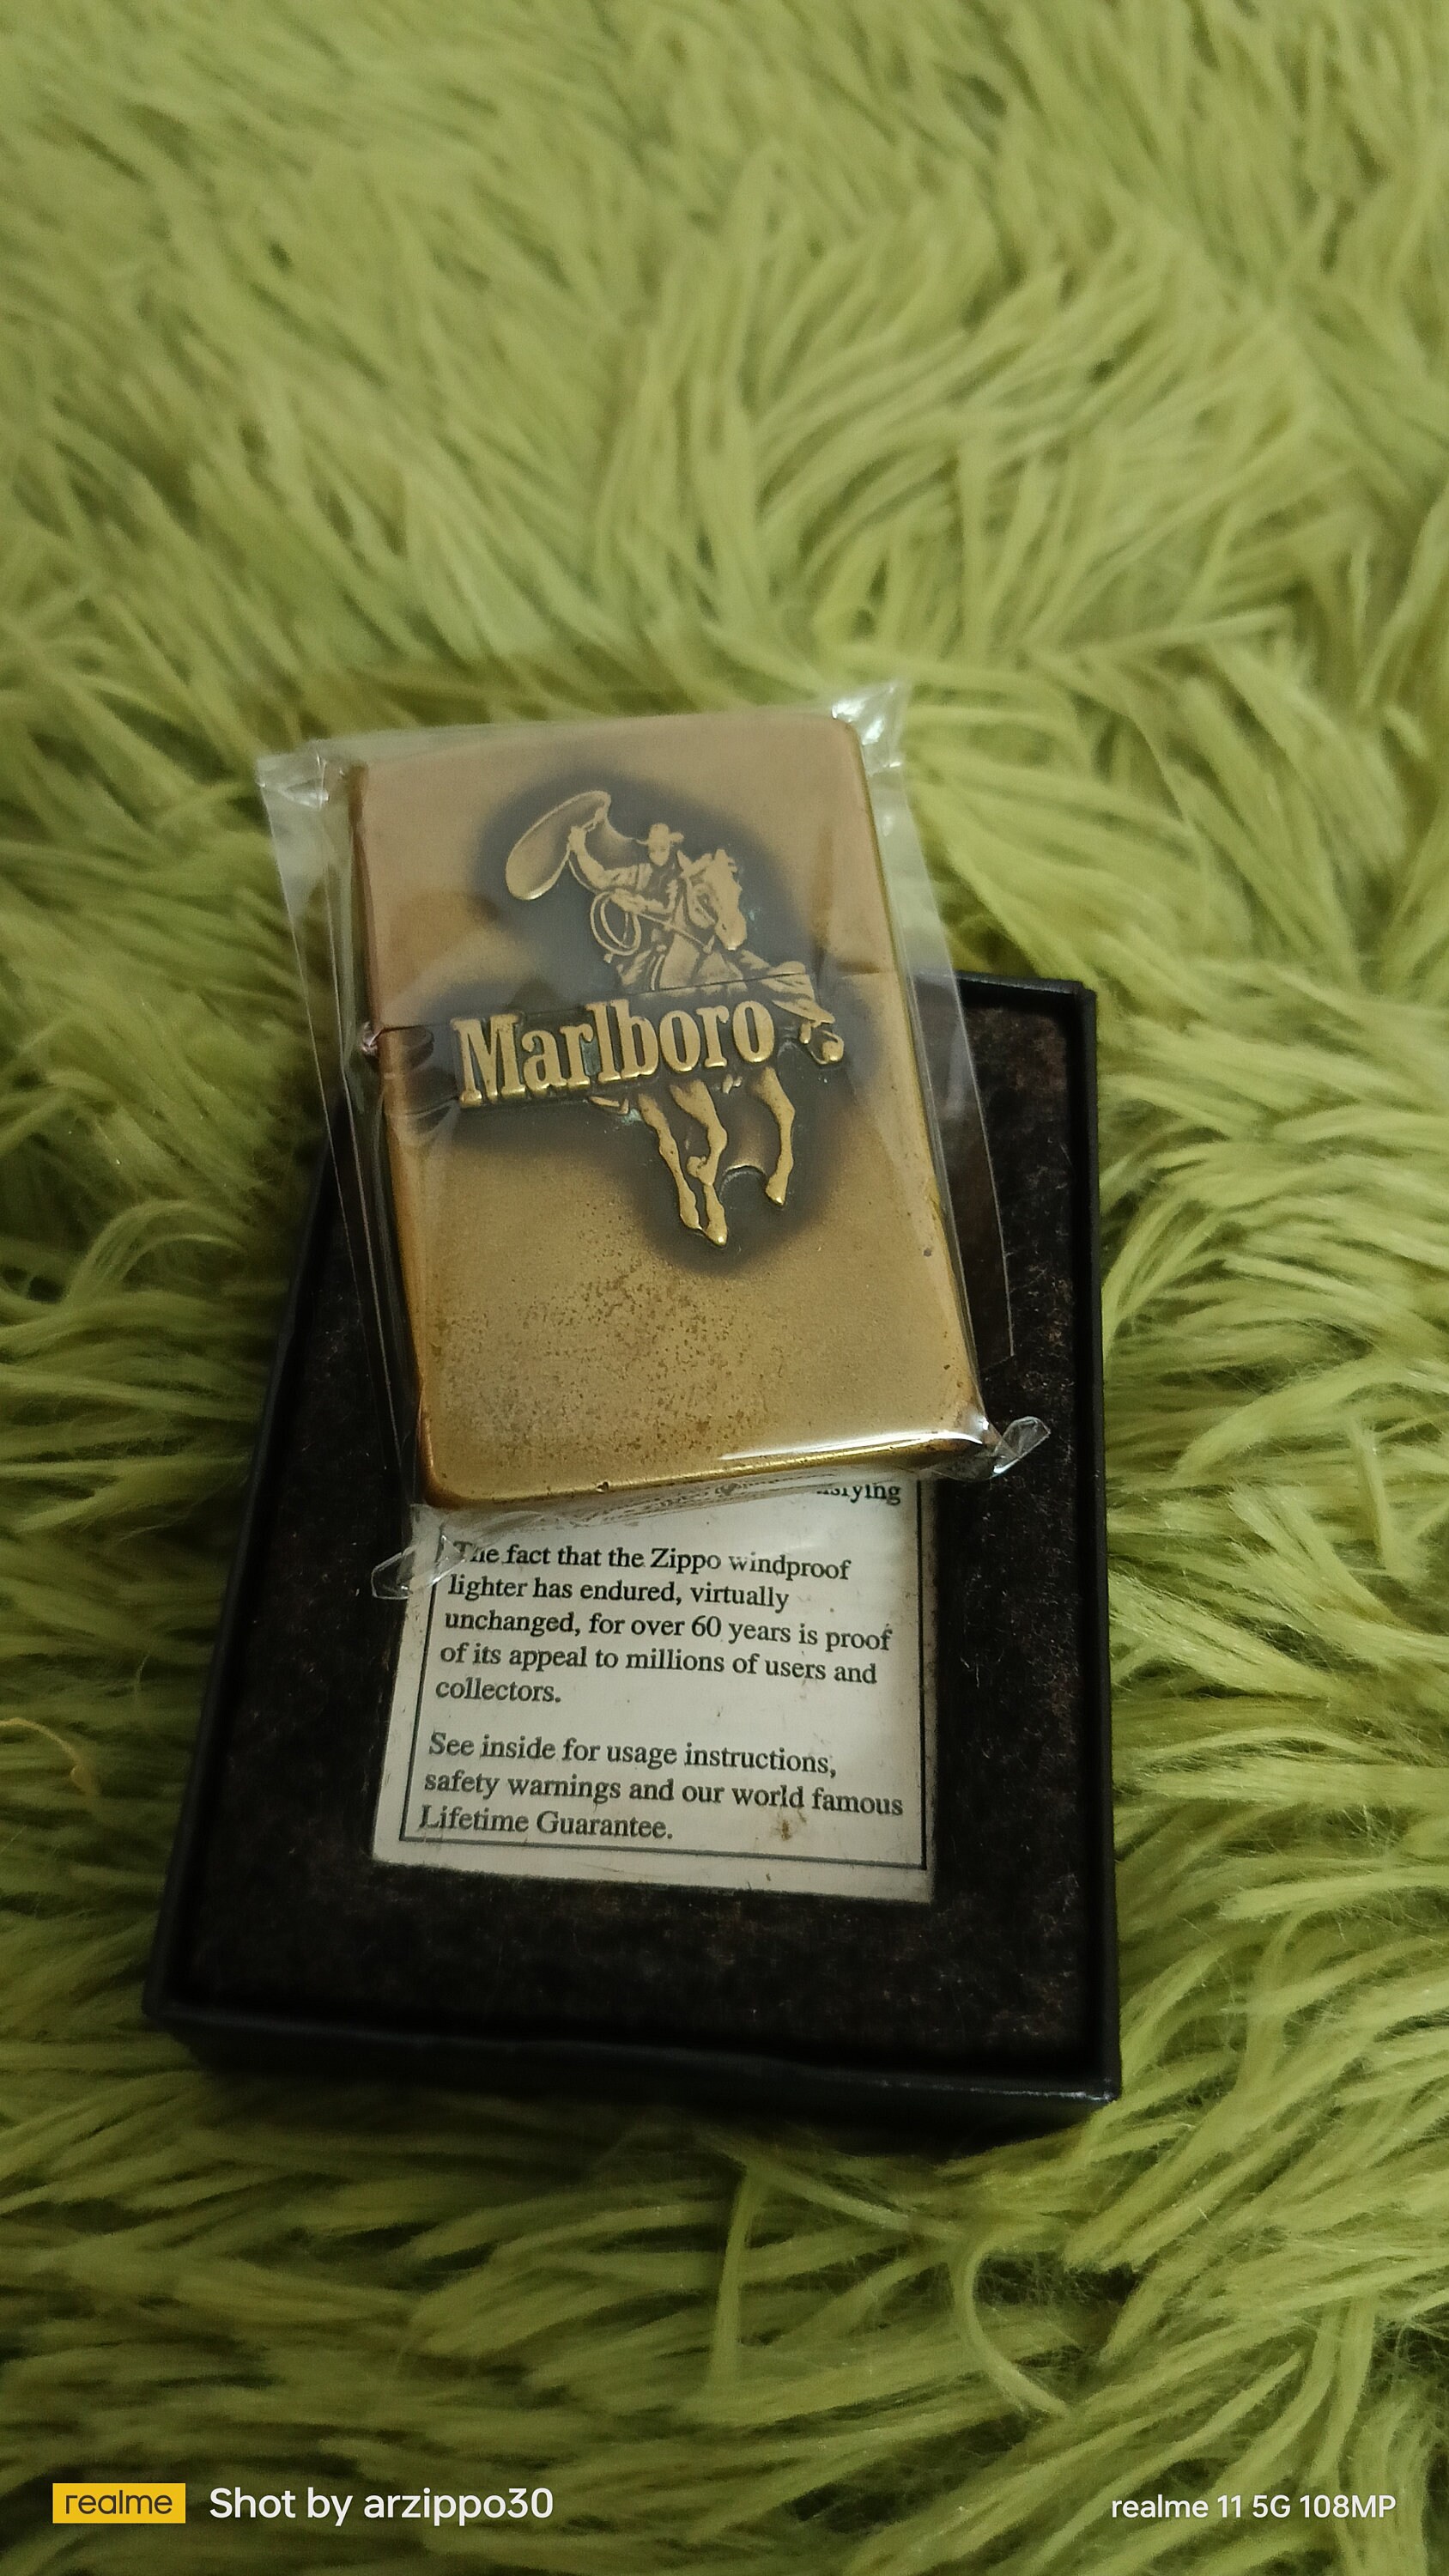 Marlboro
The fact that the Zippo windproof
lighter has endured, virtually
unchanged, for over 60 years is proof
of its appeal to millions of users and
collectors.
See inside for usage instructions,
safety warnings and our world famous
Lifetime Guarantee.
realme Shot by arzippo30
realme 11 5G 108MP